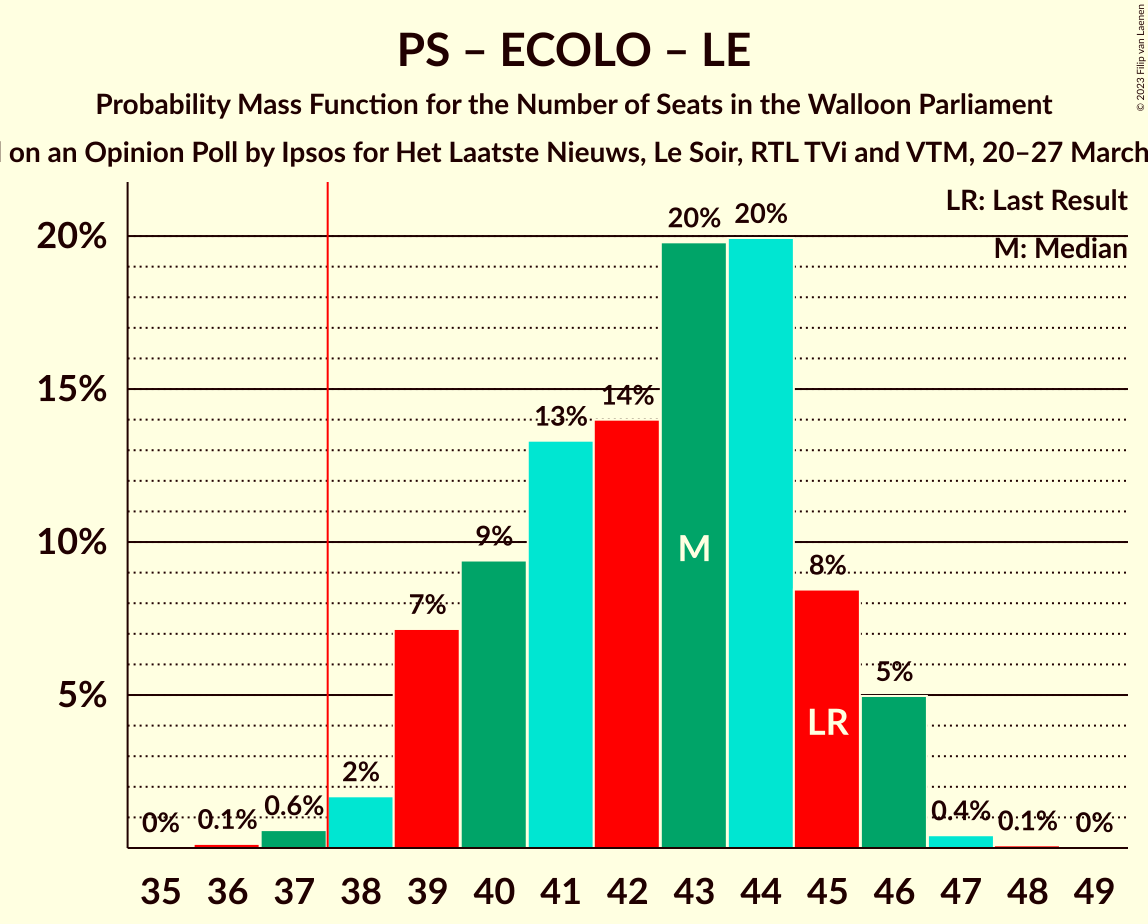 PS – ECOLO – LE
Probability Mass Function for the Number of Seats in the Walloon Parliament
on an Opinion Poll by Ipsos for Het Laatste Nieuws, Le Soir, RTL TVi and VTM, 20–27 March
© 2023 Filip van Laenen
LR: Last Result
M: Median
20%
15%
10%
5%
0%
0.1%
0.6%
2%
7%
9%
13%
14%
20%
20%
8%
5%
0.4%
0.1%
0%
M
LR
35 36 37 38 39 40 41 42 43 44 45 46 47 48 49